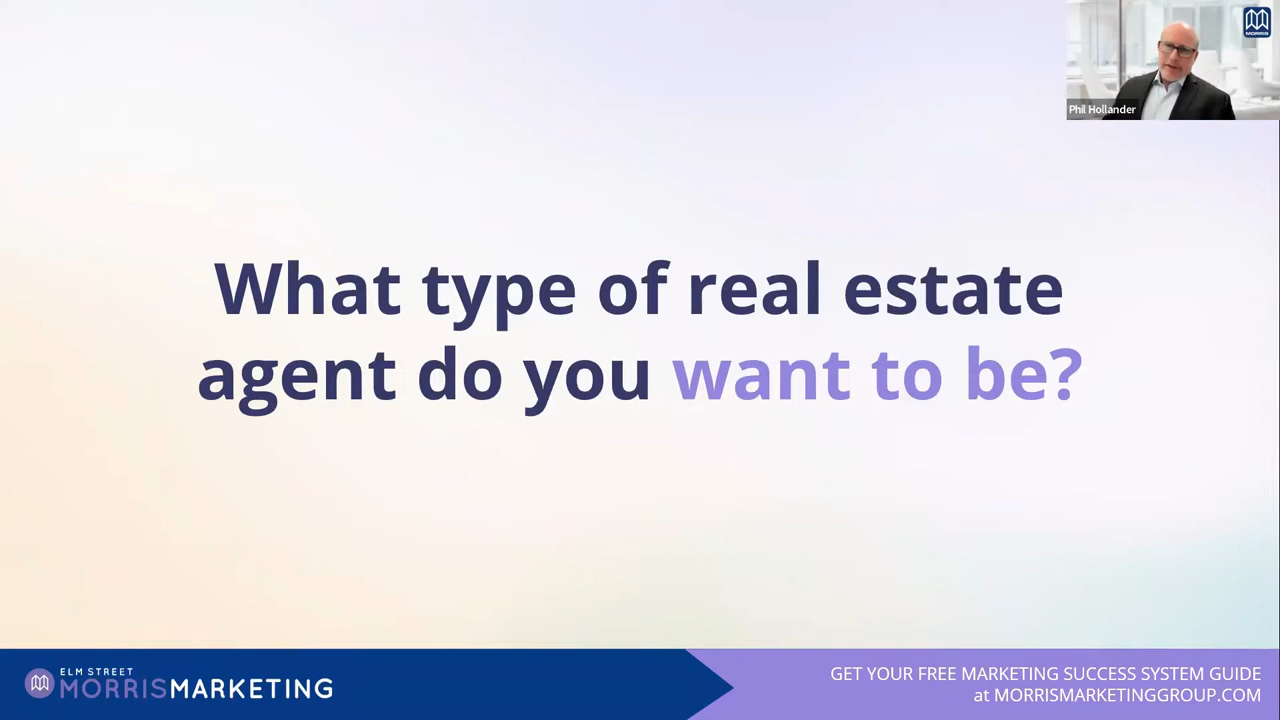 MORRIS
Phil Hollander
What type of real estate
agent do you want to be?
ELM STREET
MORRISMARKETING
GET YOUR FREE MARKETING SUCCESS SYSTEM GUIDE
at MORRISMARKETINGGROUP.COM